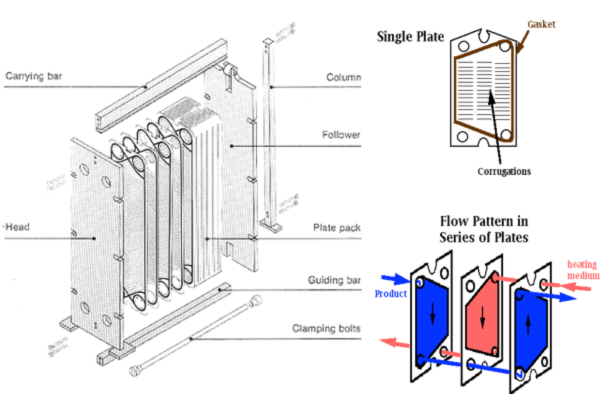 Carrying bar
Column
Follower
Head
Plate pack
Guiding bar
Clamping bolts
Single Plate
Gasket
Corrugations
Flow Pattern in
Series of Plates
heating
medium
Product